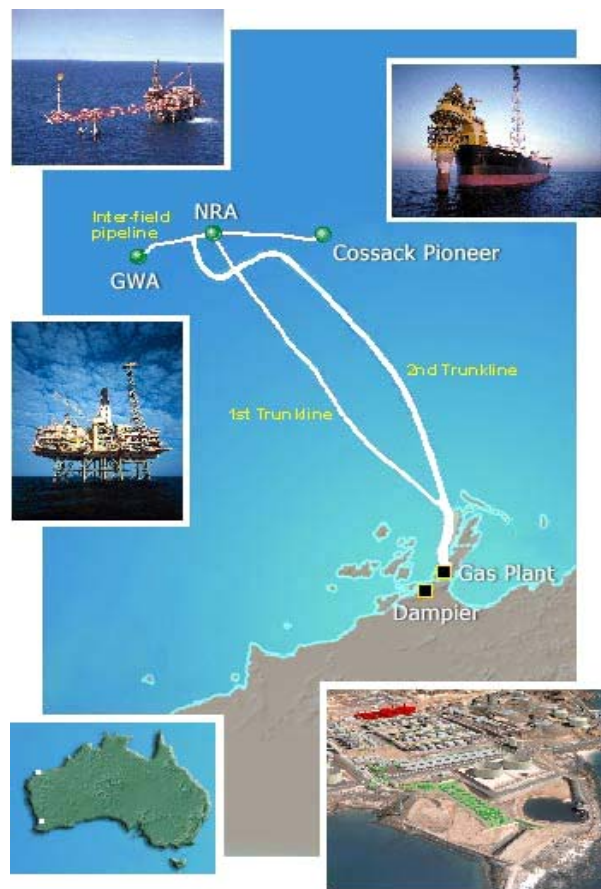 NRA
Inter-field
pipeline
Cossack Pioneer
GWA
2nd Trunkline
1st Trunkline
Gas Plant
Dampier